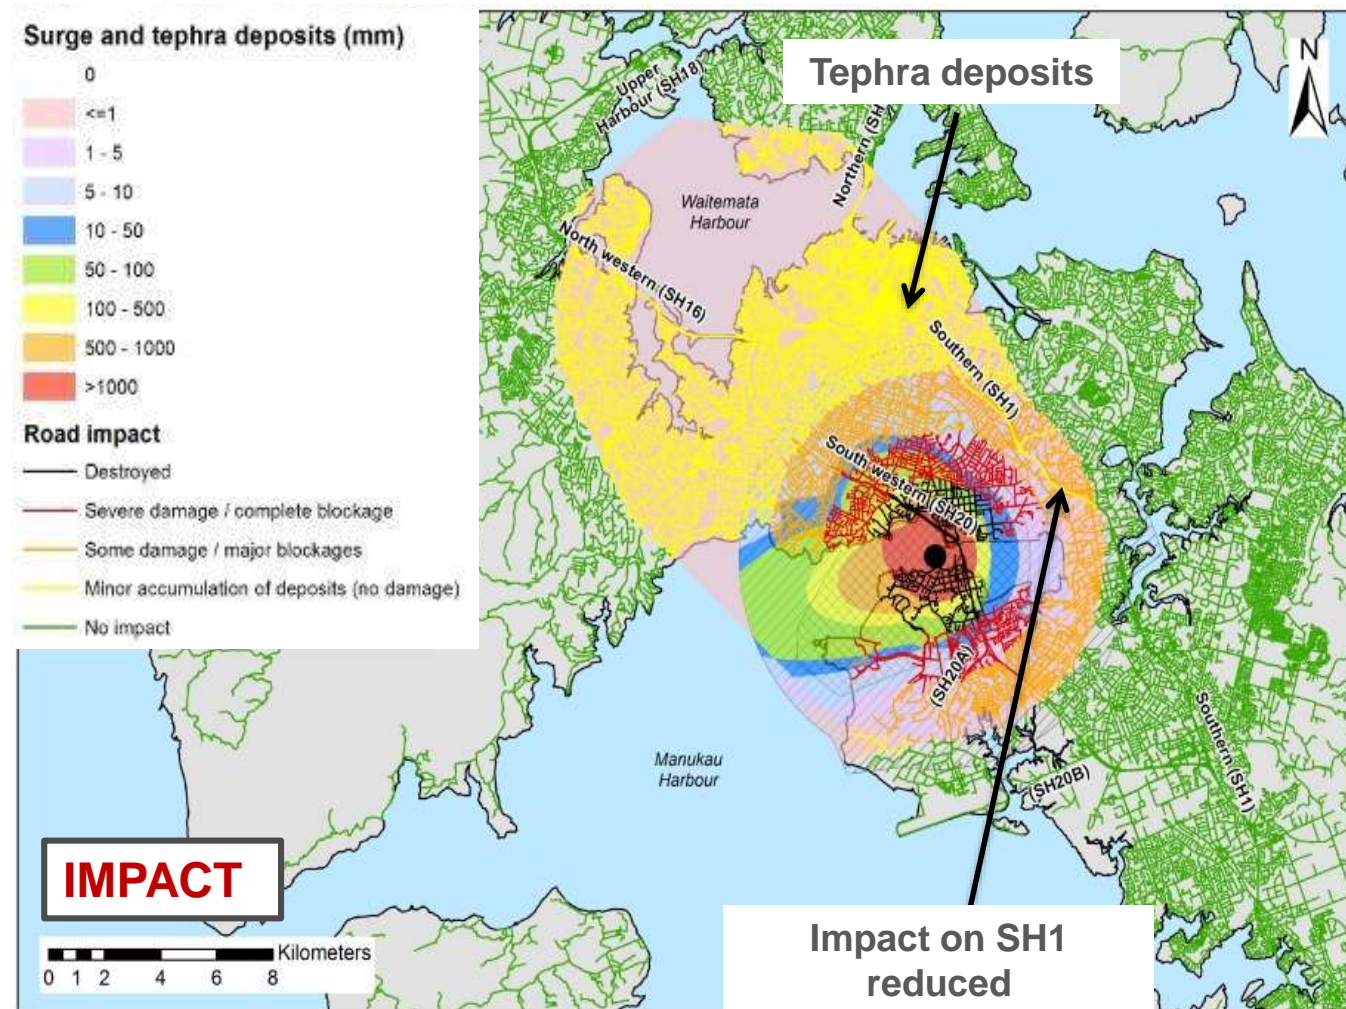 Surge and tephra deposits (mm)
0
<=1
1 - 5
5 - 10
10 - 50
50 - 100
100 - 500
500 - 1000
>1000
Road impact
Destroyed
Severe damage / complete blockage
Some damage / major blockages
Minor accumulation of deposits (no damage)
No impact
Tephra deposits
N
Upper
Harbour (SH18)
Northern (SH
Waitemata
Harbour
North western (SH16)
Southern (SH1)
South western (SH20)
(SH20A)
Southern (SH1)
(SH20B)
Manukau
Harbour
IMPACT
Kilometers
0 1 2 4 6 8
Impact on SH1
reduced